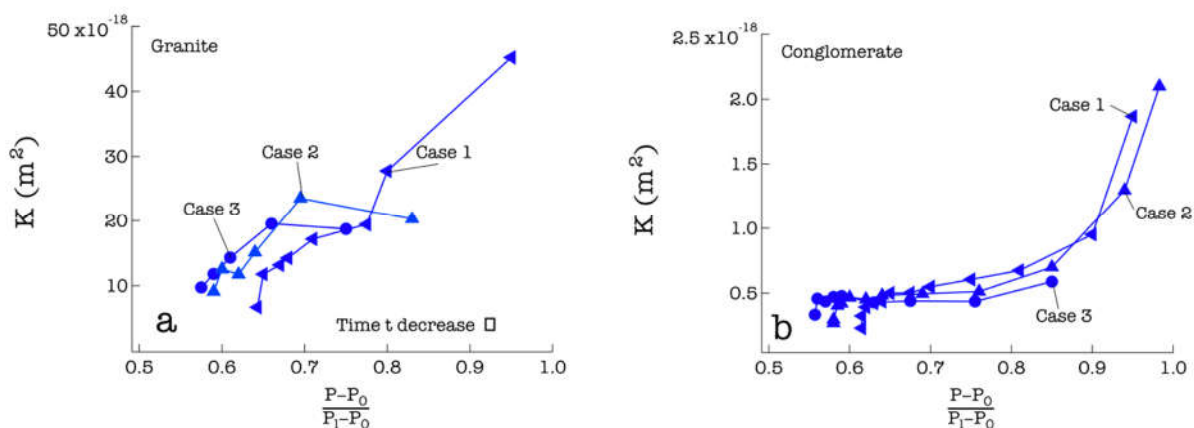 50 x10⁻¹⁸
Granite
40
30
20
10
K (m²)
Case 1
Case 2
Case 3
a
Time t decrease □
0.5 0.6 0.7 0.8 0.9 1.0
P–P₀
P₁–P₀
2.5 x10⁻¹⁸
Conglomerate
2.0
1.5
1.0
0.5
K (m²)
Case 1
Case 2
Case 3
b
0.5 0.6 0.7 0.8 0.9 1.0
P–P₀
P₁–P₀